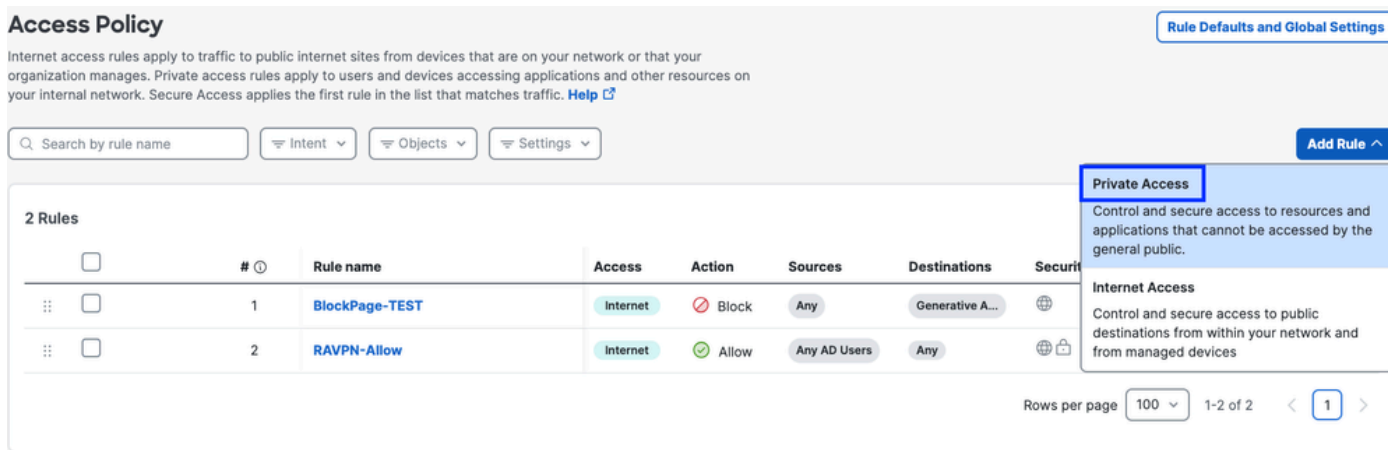 Access Policy
Rule Defaults and Global Settings
Internet access rules apply to traffic to public internet sites from devices that are on your network or that your
organization manages. Private access rules apply to users and devices accessing applications and other resources on
your internal network. Secure Access applies the first rule in the list that matches traffic. Help
Search by rule name
Intent
Objects
Settings
Add Rule
Private Access
Control and secure access to resources and
applications that cannot be accessed by the
general public.
Internet Access
Control and secure access to public
destinations from within your network and
from managed devices
2 Rules
# Rule name Access Action Sources Destinations Securit
1 BlockPage-TEST Internet Block Any Generative A...
2 RAVPN-Allow Internet Allow Any AD Users Any
Rows per page 100 1-2 of 2 < 1 >